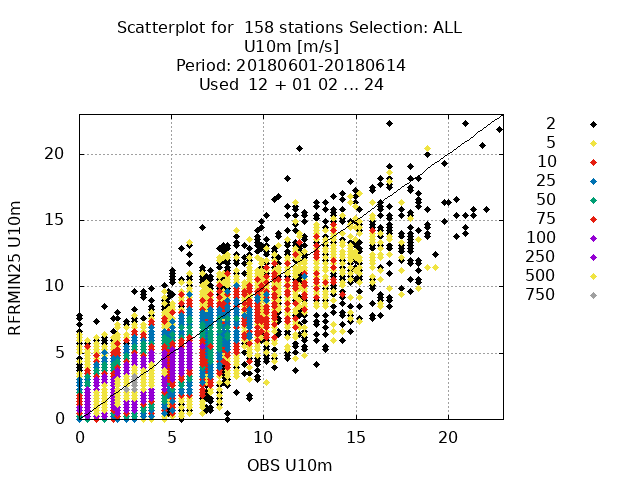 Scatterplot for  158 stations Selection: ALL
U10m [m/s]
Period: 20180601-20180614
Used  12 + 01 02 ... 24
RFRMIN25 U10m
20
15
10
5
0
0 5 10 15 20
OBS U10m
2
5
10
25
50
75
100
250
500
750